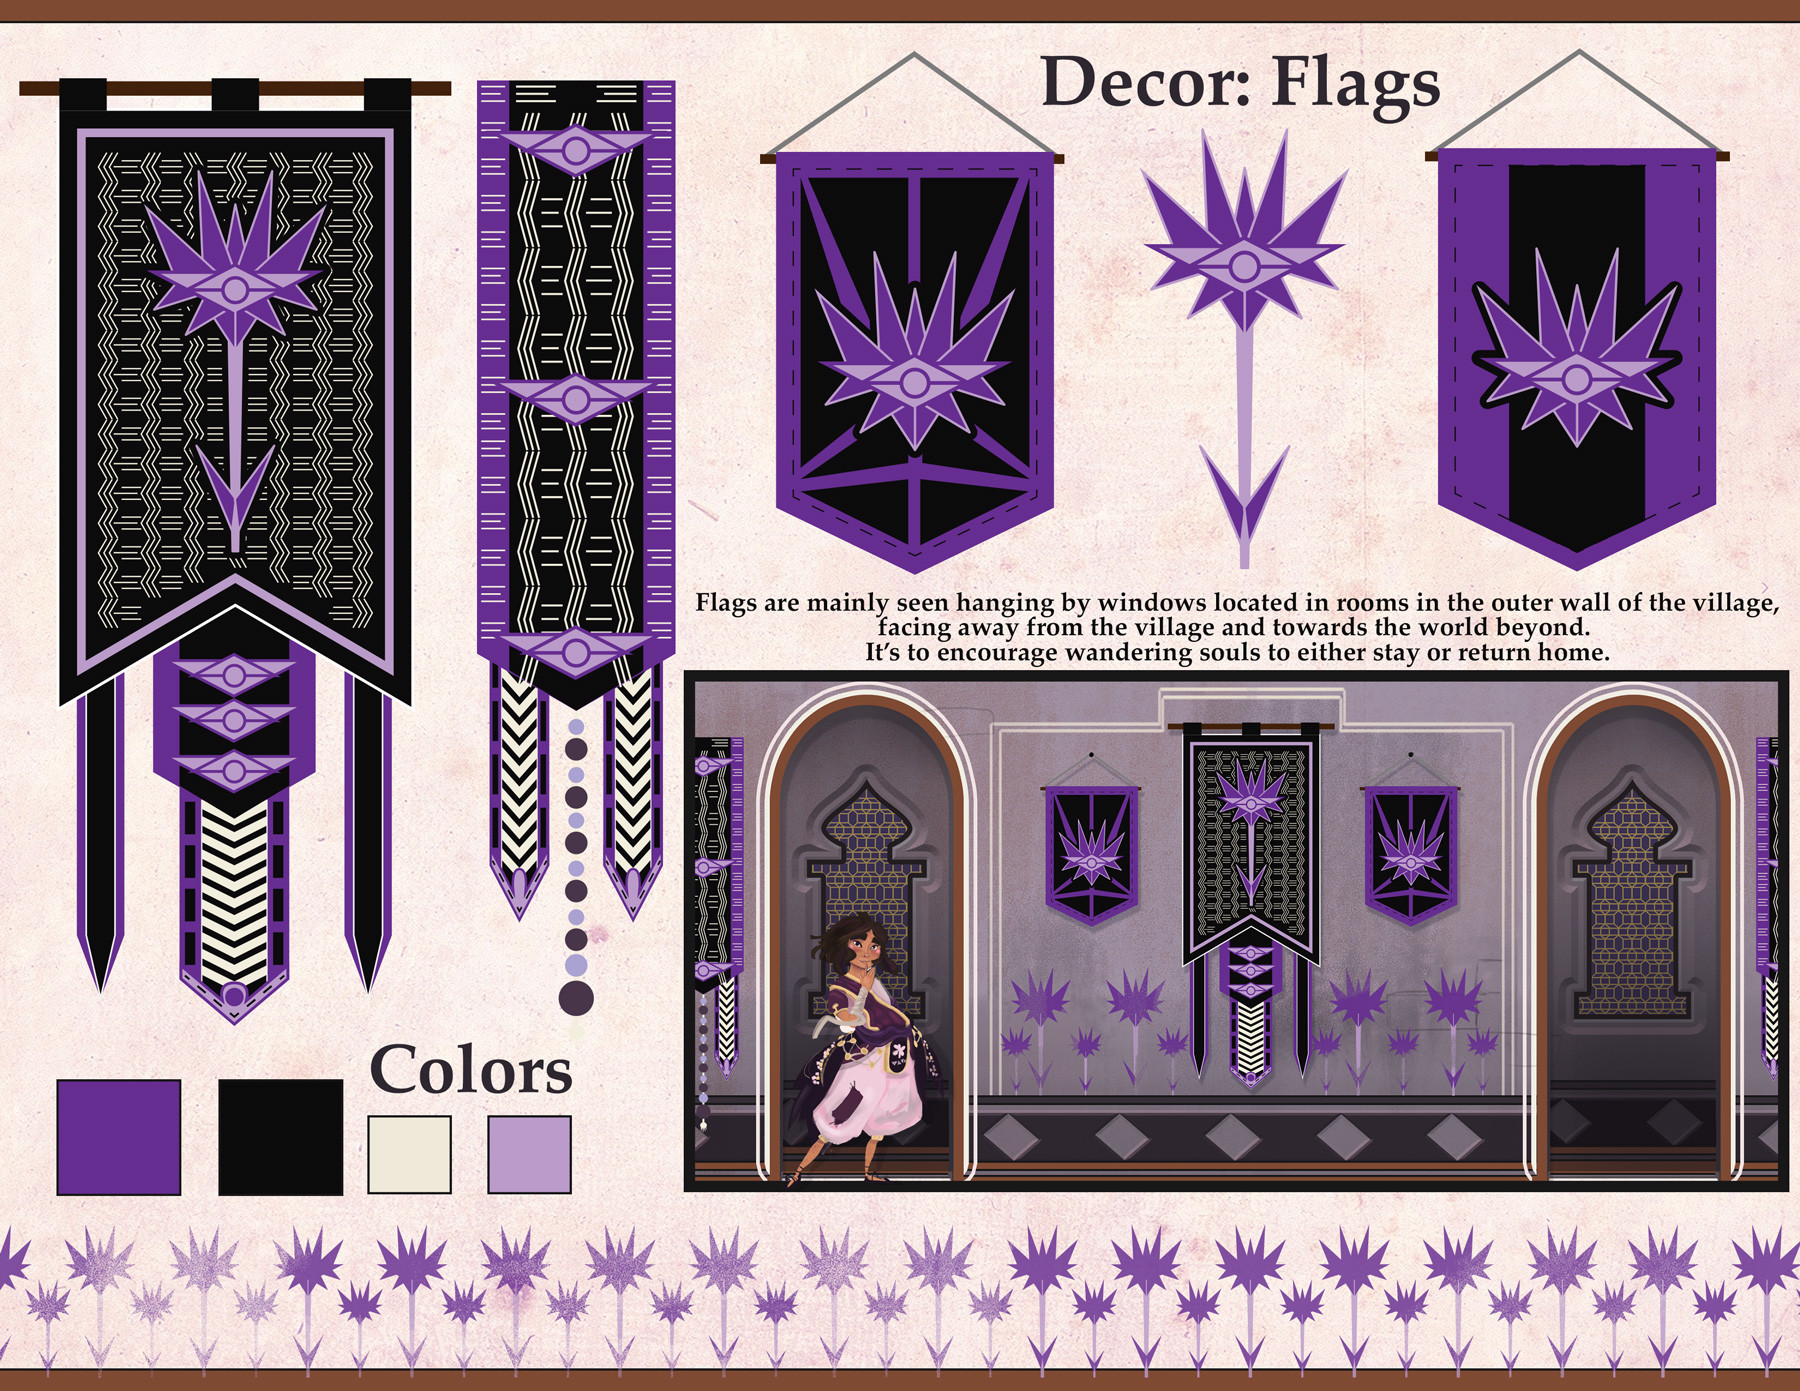 Decor: Flags
Flags are mainly seen hanging by windows located in rooms in the outer wall of the village,
facing away from the village and towards the world beyond.
It's to encourage wandering souls to either stay or return home.
Colors